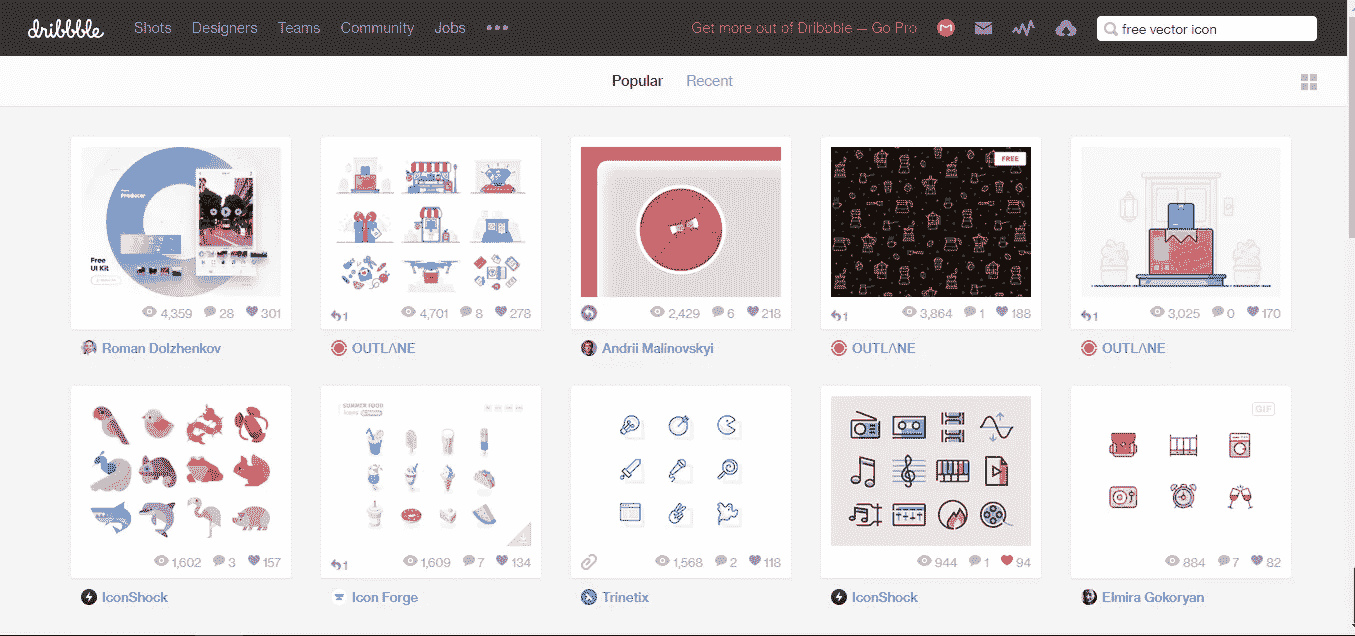 dribbble Shots Designers Teams Community Jobs Get more out of Dribbble — Go Pro free vector icon
Popular Recent
Producer
Free
UI Kit
FREE
4,359 28 301
1 4,701 8 278
2,429 6 218
1 3,864 1 188
1 3,025 0 170
Roman Dolzhenkov
OUTLΛNE
Andrii Malinovskyi
OUTLΛNE
OUTLΛNE
SUMMER FOOD
GIF
1,602 3 157
1 1,609 7 134
1,568 2 118
944 1 94
884 7 82
IconShock
Icon Forge
Trinetix
IconShock
Elmira Gokoryan